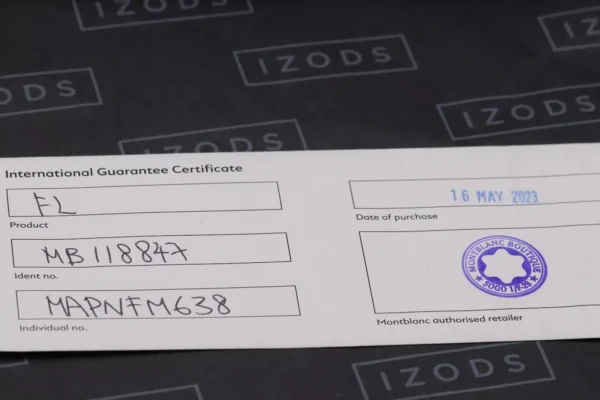 IZODS
IZODS
IZODS
IZODS
IZODS
International Guarantee Certificate
FL
Product
MB118847
Ident no.
MAPNFM638
Individual no.
16 MAY 2023
Date of purchase
MONTBLANC BOUTIQUE
Montblanc authorised retailer
IZODS